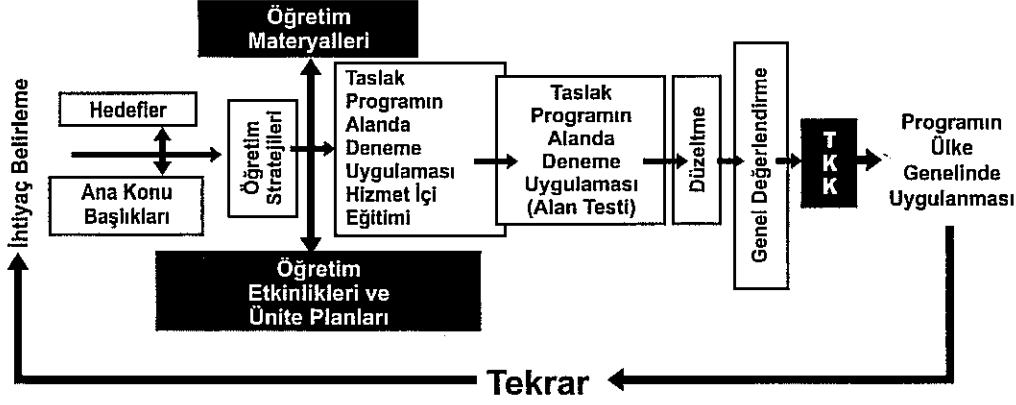 İhtiyaç Belirleme
Hedefler
Ana Konu
Başlıkları
Öğretim
Stratejileri
Öğretim
Materyalleri
Öğretim
Etkinlikleri ve
Ünite Planları
Taslak
Programın
Alanda
Deneme
Uygulaması
Hizmet İçi
Eğitimi
Taslak
Programın
Alanda
Deneme
Uygulaması
(Alan Testi)
Düzeltme
Genel Değerlendirme
T
K
K
Programın
Ülke
Genelinde
Uygulanması
Tekrar